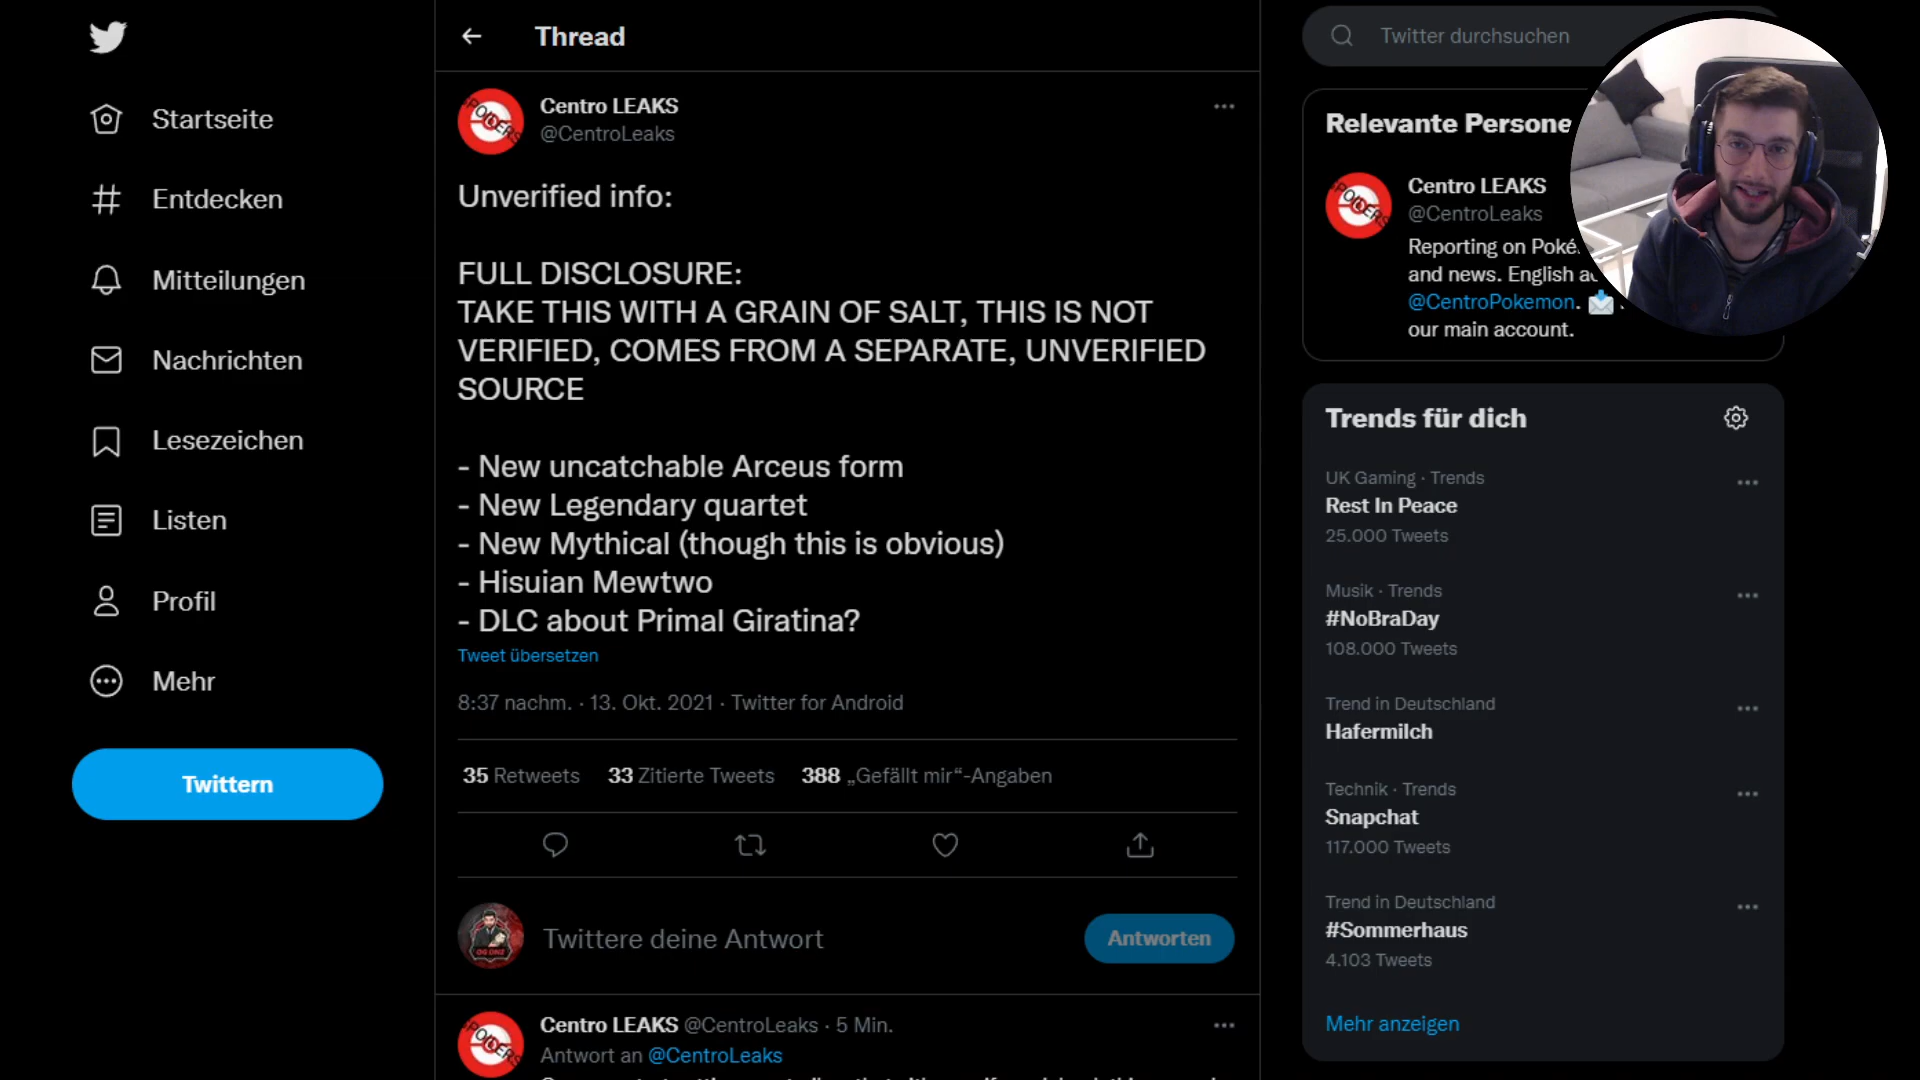 Thread
Startseite
Entdecken
Mitteilungen
Nachrichten
Lesezeichen
Listen
Profil
Mehr
Twittern
SPOILERS
Centro LEAKS
@CentroLeaks
Unverified info:
FULL DISCLOSURE:
TAKE THIS WITH A GRAIN OF SALT, THIS IS NOT
VERIFIED, COMES FROM A SEPARATE, UNVERIFIED
SOURCE
- New uncatchable Arceus form
- New Legendary quartet
- New Mythical (though this is obvious)
- Hisuian Mewtwo
- DLC about Primal Giratina?
Tweet übersetzen
8:37 nachm. · 13. Okt. 2021 · Twitter for Android
35 Retweets 33 Zitierte Tweets 388 „Gefällt mir“-Angaben
Twittere deine Antwort
Antworten
Centro LEAKS @CentroLeaks · 5 Min.
Antwort an @CentroLeaks
Twitter durchsuchen
Relevante Persone
Centro LEAKS
@CentroLeaks
Reporting on Poké
and news. English
@CentroPokemon.
our main account.
Trends für dich
UK Gaming · Trends
Rest In Peace
25.000 Tweets
Musik · Trends
#NoBraDay
108.000 Tweets
Trend in Deutschland
Hafermilch
Technik · Trends
Snapchat
117.000 Tweets
Trend in Deutschland
#Sommerhaus
4.103 Tweets
Mehr anzeigen